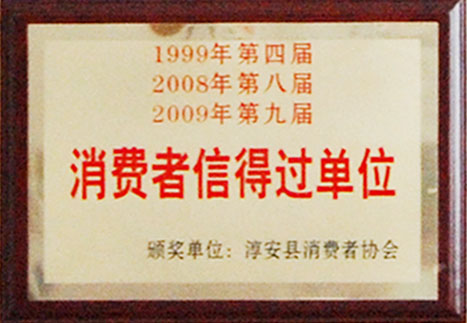 1999年第四届
2008年第八届
2009年第九届
消费者信得过单位
颁奖单位：淳安县消费者协会